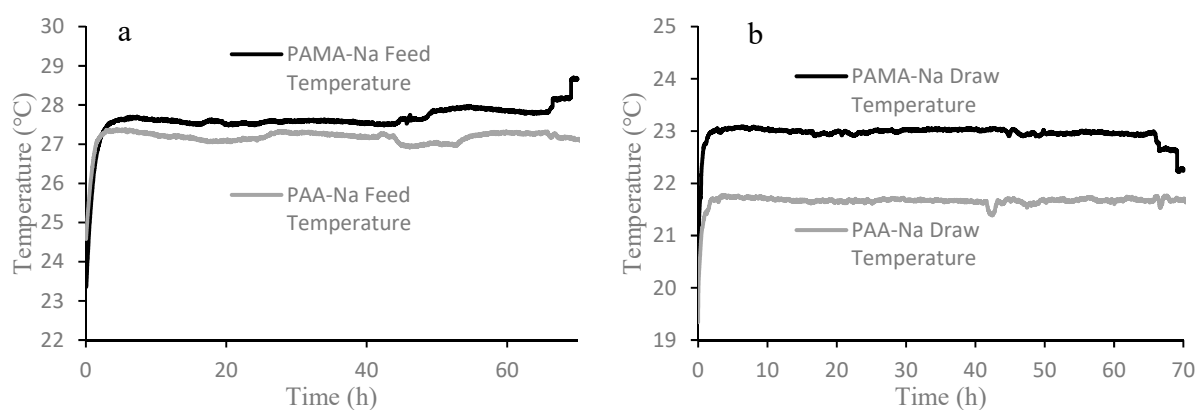 a
30
29
28
27
26
25
24
23
22
Temperature (°C)
PAMA-Na Feed
Temperature
PAA-Na Feed
Temperature
0
20
40
60
Time (h)
b
25
24
23
22
21
20
19
Temperature (°C)
PAMA-Na Draw
Temperature
PAA-Na Draw
Temperature
0
10
20
30
40
50
60
70
Time (h)